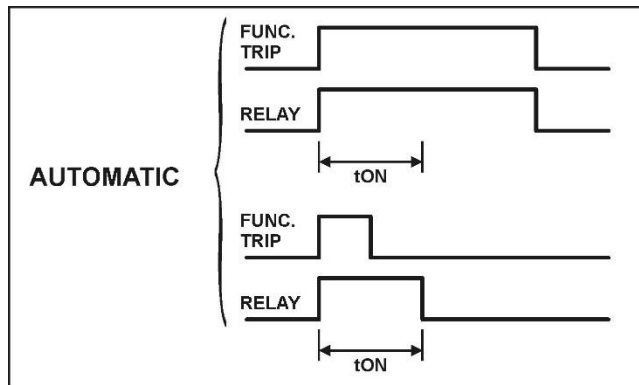 FUNC.
TRIP
RELAY
tON
AUTOMATIC
FUNC.
TRIP
RELAY
tON